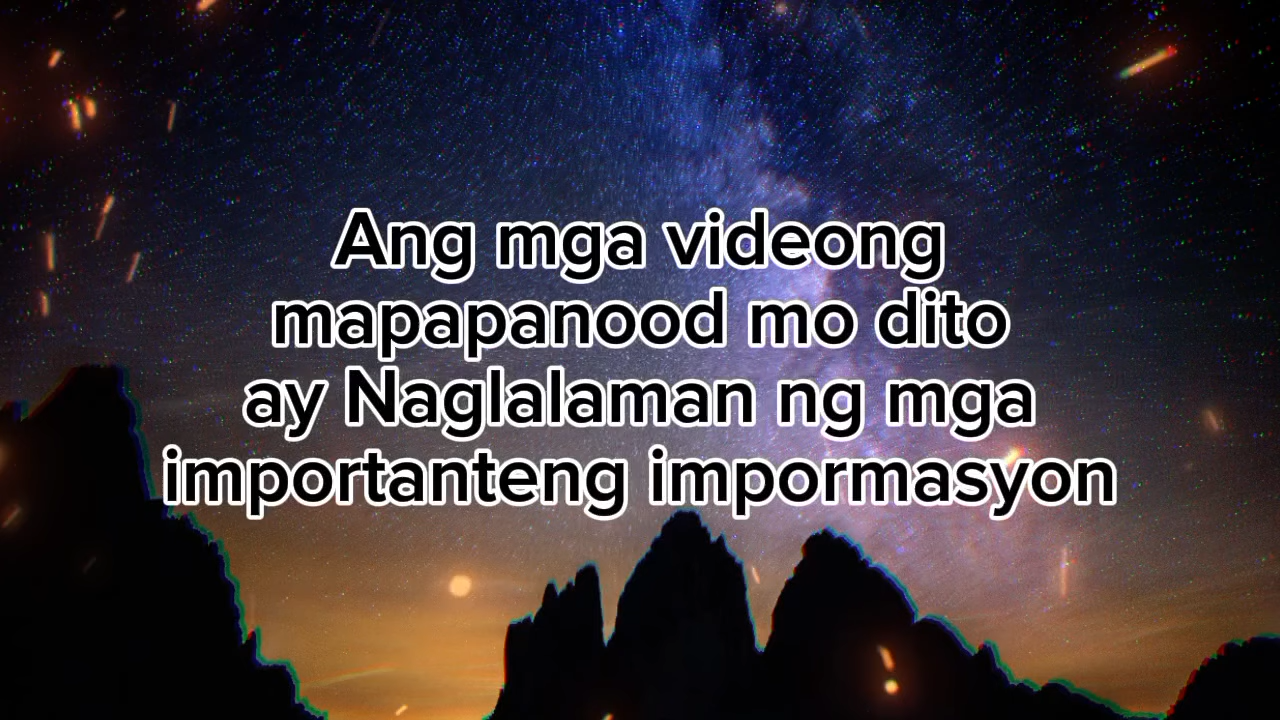 Ang mga videong
mapapanood mo dito
ay Naglalaman ng mga
importanteng impormasyon